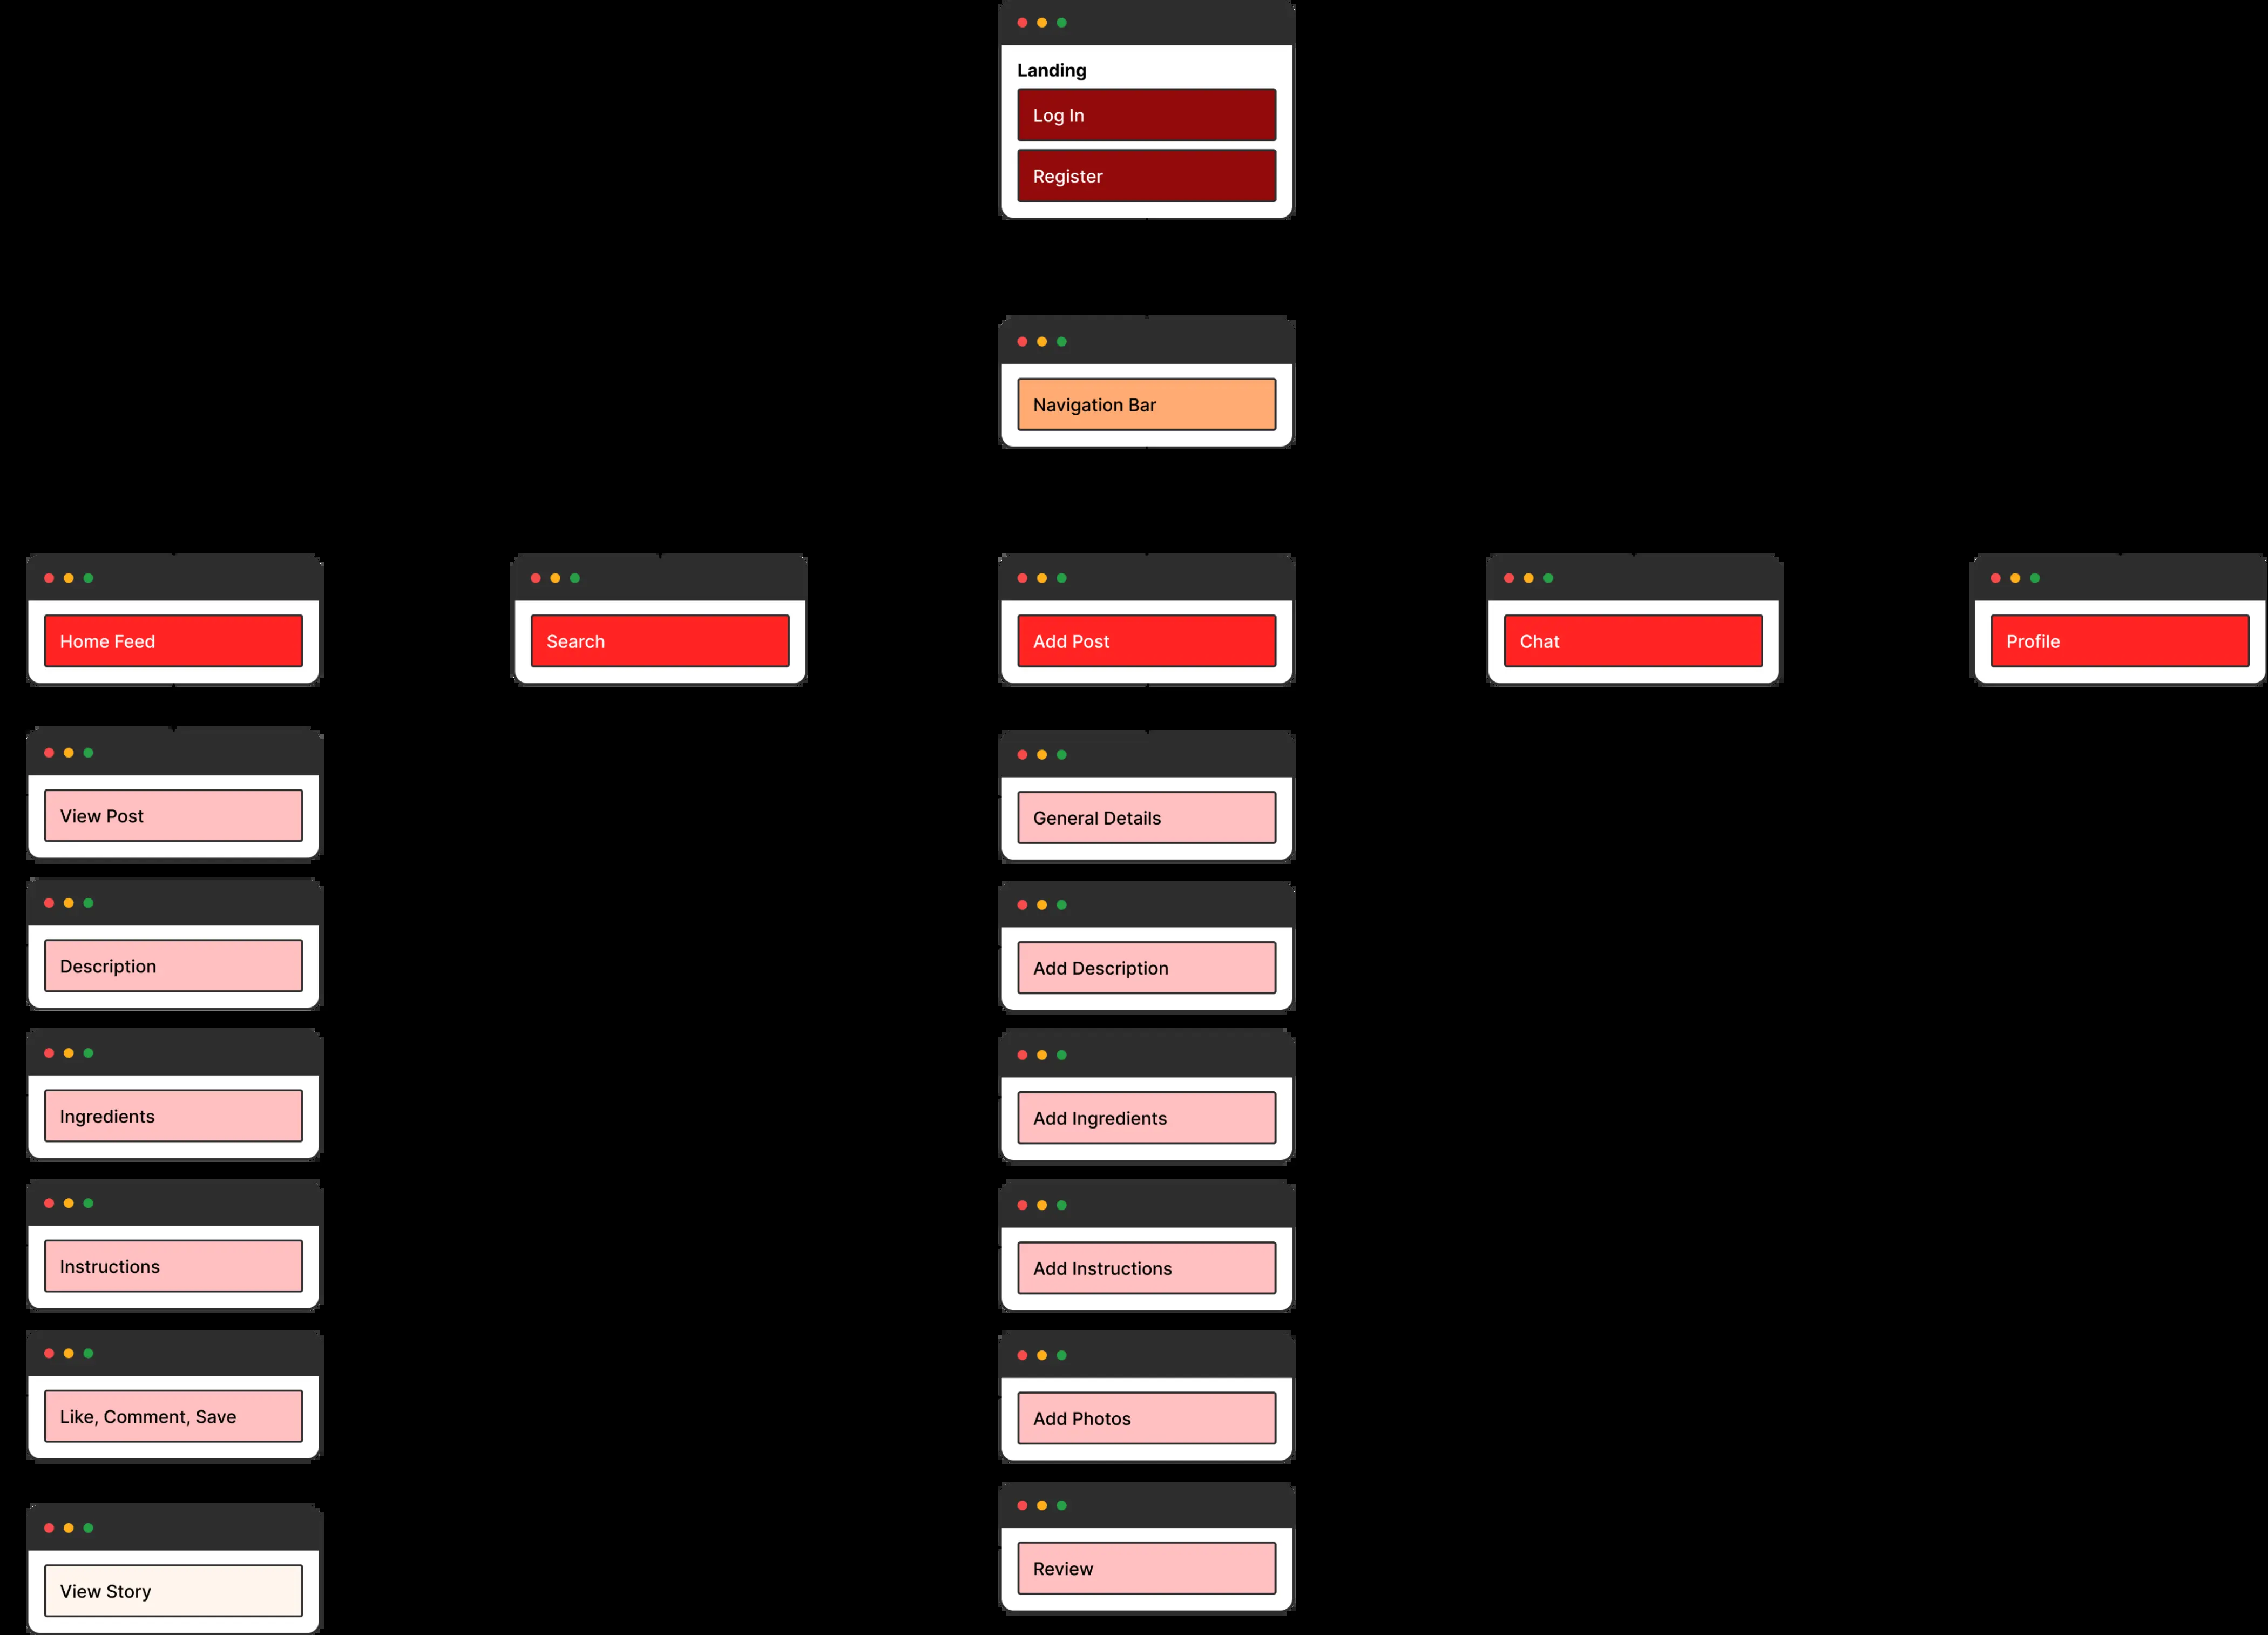 Landing
Log In
Register
Navigation Bar
Home Feed
Search
Add Post
Chat
Profile
View Post
Description
Ingredients
Instructions
Like, Comment, Save
View Story
General Details
Add Description
Add Ingredients
Add Instructions
Add Photos
Review